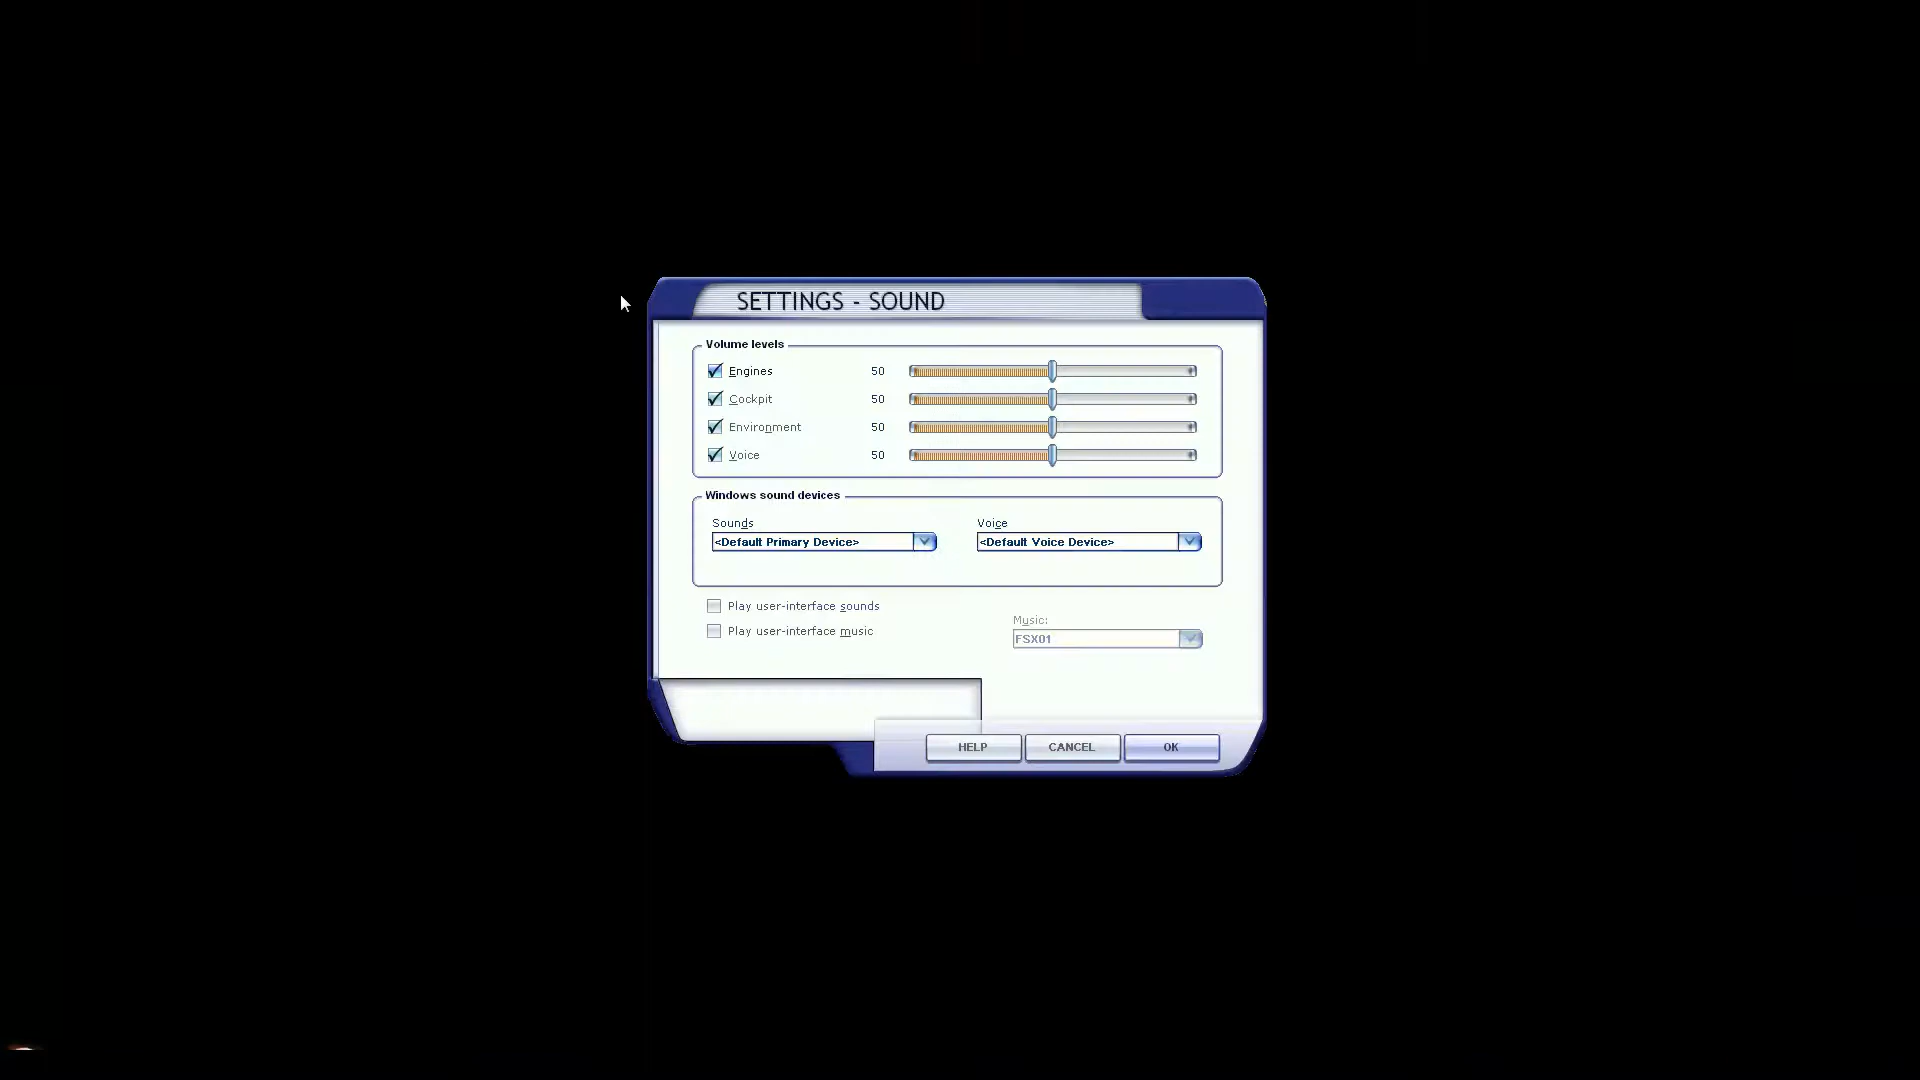 SETTINGS - SOUND
Volume levels
Engines 50
Cockpit 50
Environment 50
Voice 50
Windows sound devices
Sounds Voice
<Default Primary Device> <Default Voice Device>
Play user-interface sounds
Play user-interface music
Music:
FSX01
HELP CANCEL OK